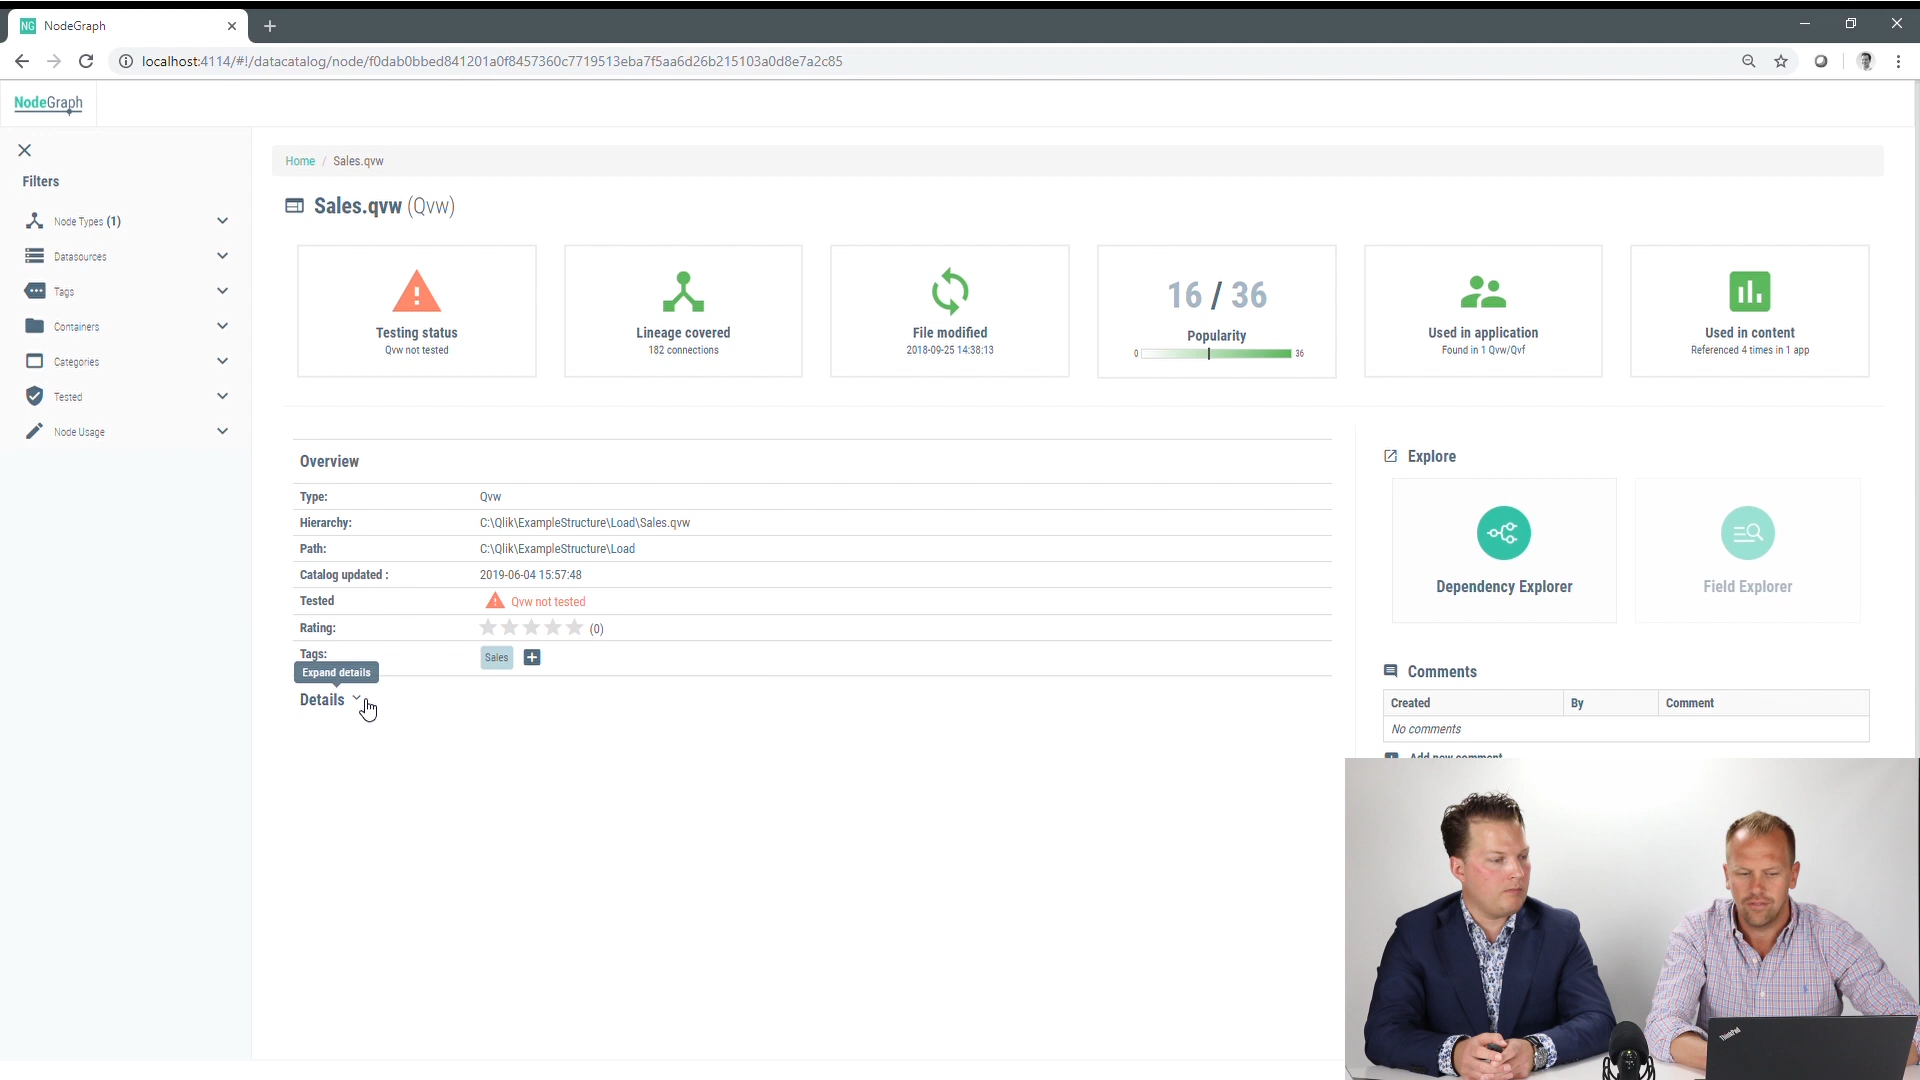 NG NodeGraph
localhost:4114/#!/datacatalog/node/f0dab0bbed841201a0f8457360c7719513eba7f5aa6d26b215103a0d8e7a2c85
NodeGraph
Home / Sales.qvw
Filters
Sales.qvw (Qvw)
Node Types (1)
Datasources
Tags
Containers
Categories
Tested
Node Usage
Testing status
Qvw not tested
Lineage covered
182 connections
File modified
2018-09-25 14:38:13
16 / 36
Popularity
0 36
Used in application
Found in 1 Qvw/Qvf
Used in content
Referenced 4 times in 1 app
Overview
Type: Qvw
Hierarchy: C:\Qlik\ExampleStructure\Load\Sales.qvw
Path: C:\Qlik\ExampleStructure\Load
Catalog updated : 2019-06-04 15:57:48
Tested Qvw not tested
Rating: (0)
Tags: Sales
Expand details
Details
Explore
Dependency Explorer
Field Explorer
Comments
Created By Comment
No comments
Add new comment
ThinkPad